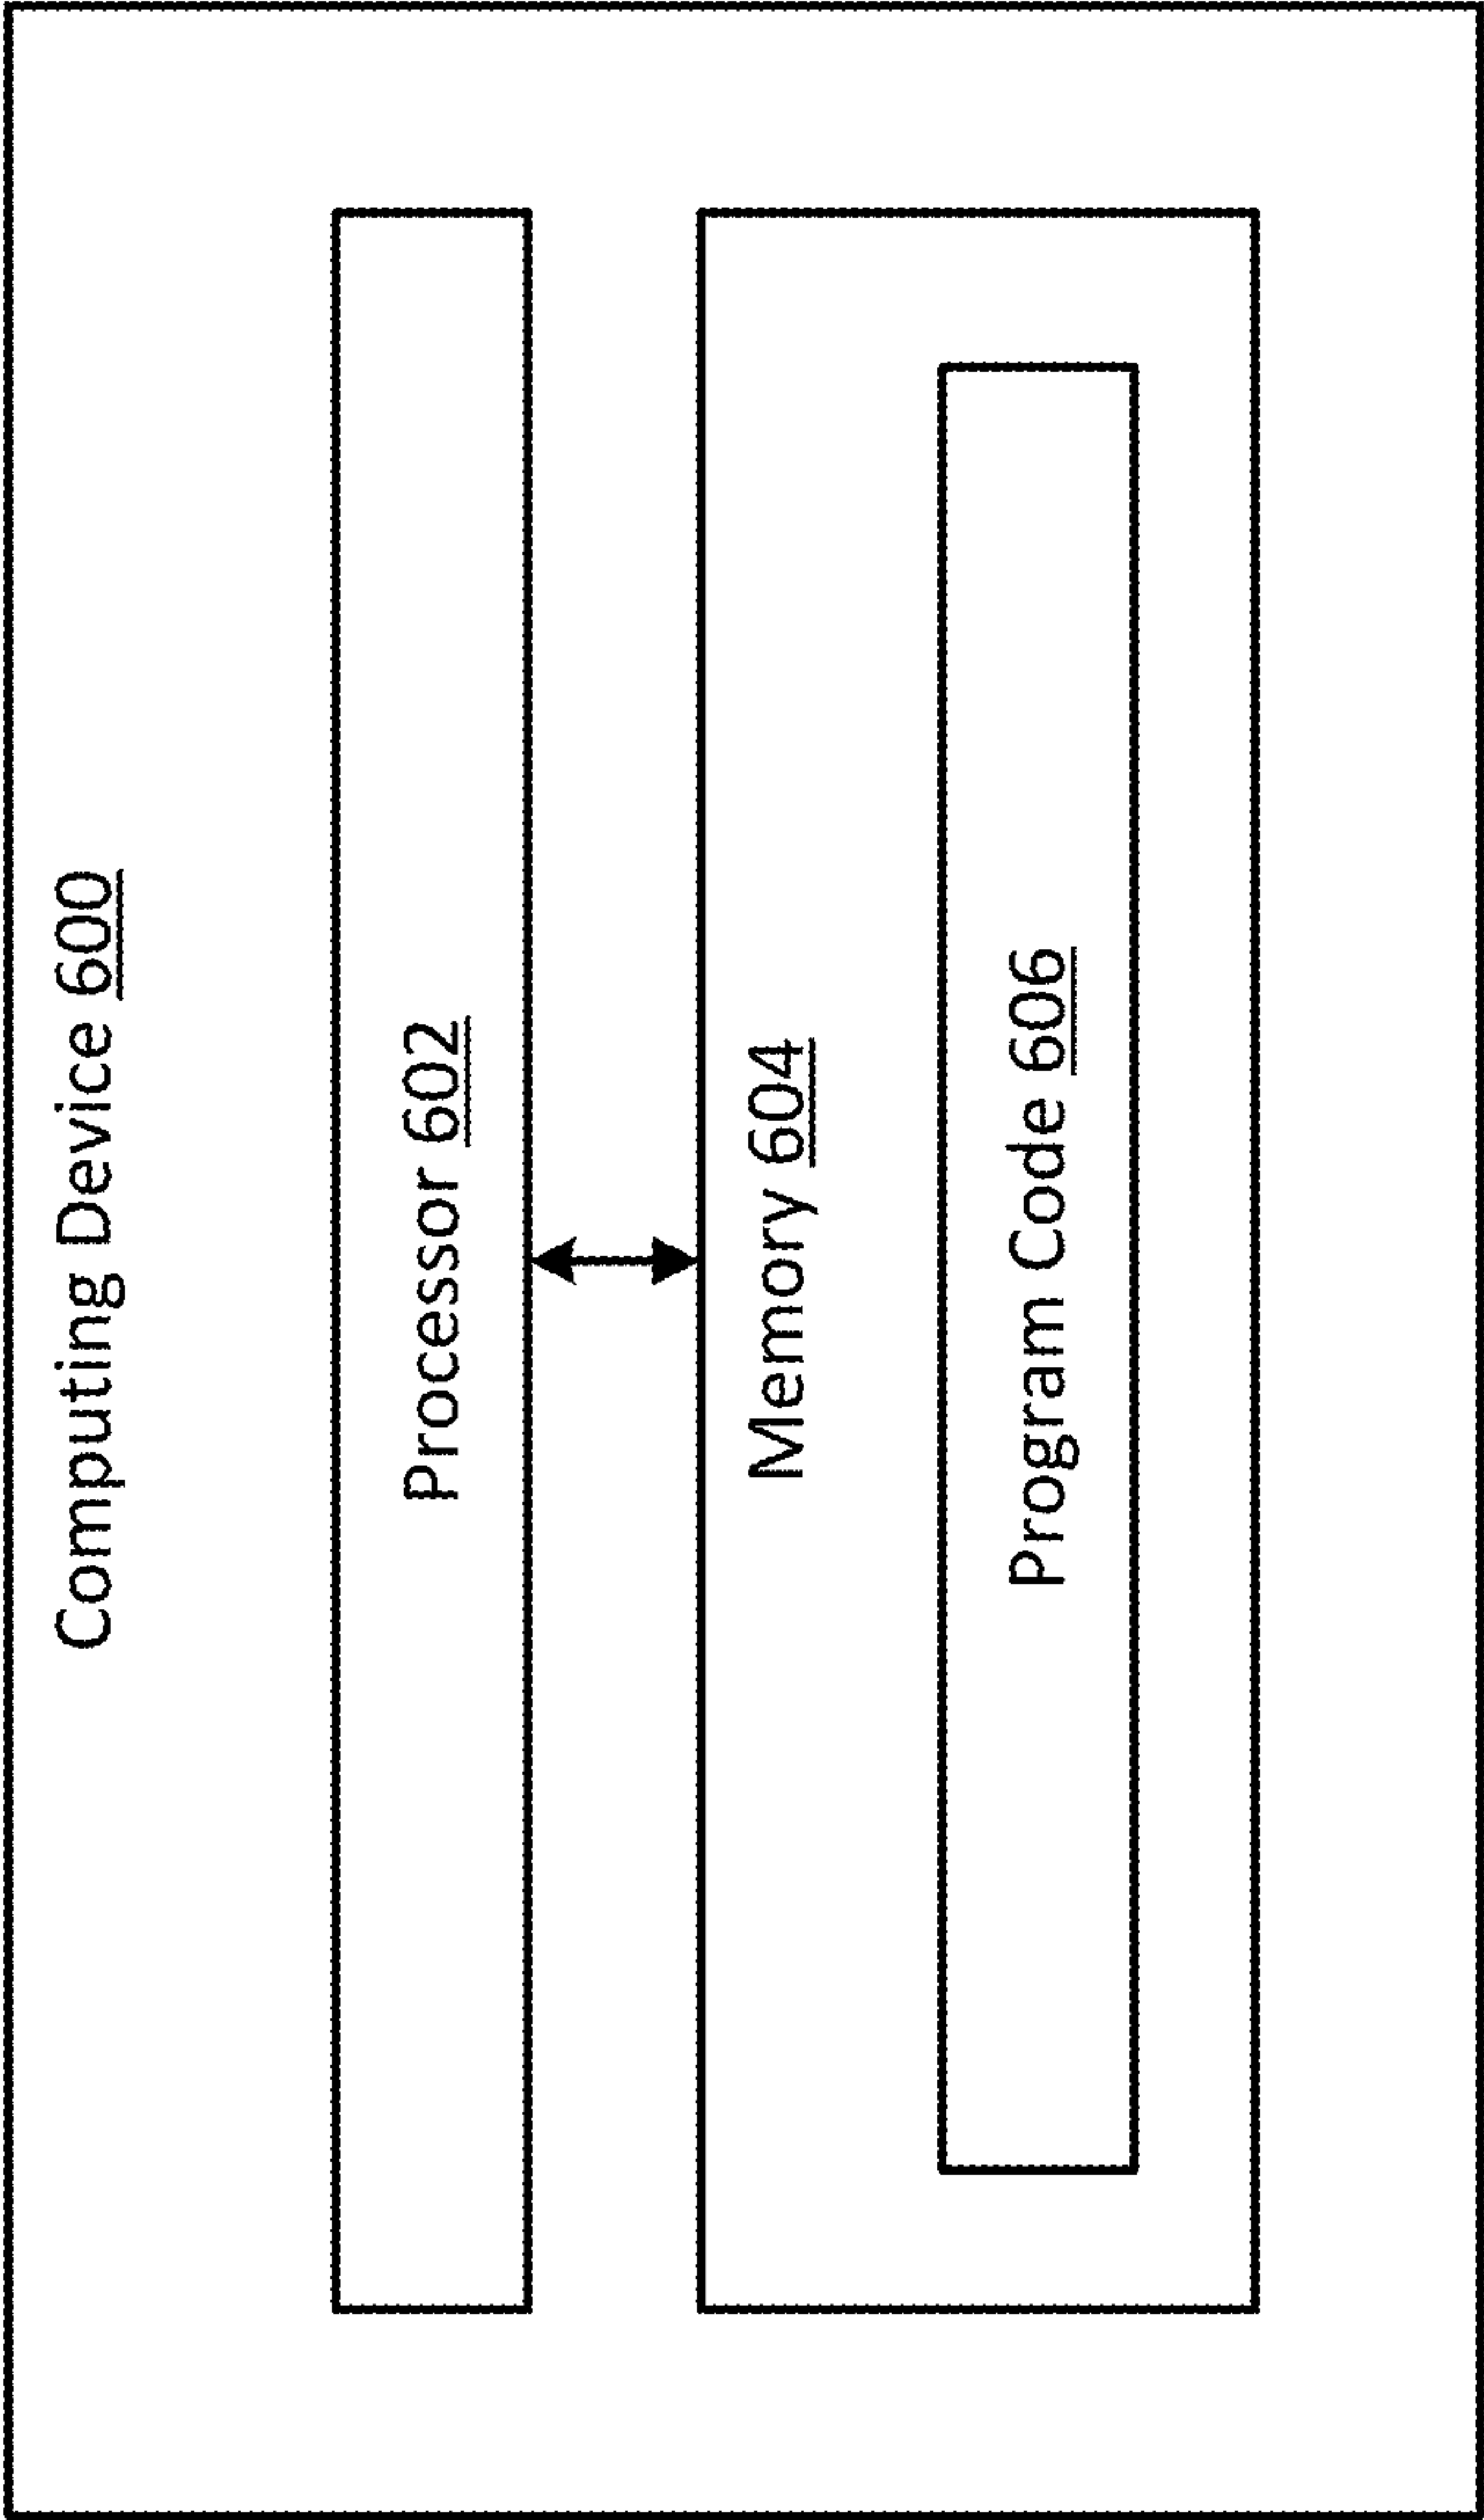 Computing Device 600
Processor 602
Memory 604
Program Code 606